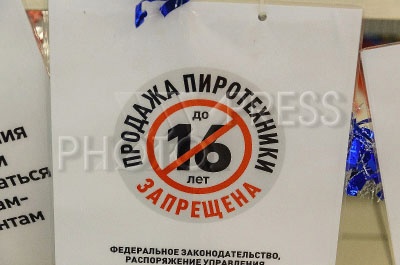 ПРОДАЖА ПИРОТЕХНИКИ
до
16
лет
ЗАПРЕЩЕНА
ФЕДЕРАЛЬНОЕ ЗАКОНОДАТЕЛЬСТВО,
РАСПОРЯЖЕНИЕ УПРАВЛЕНИЯ